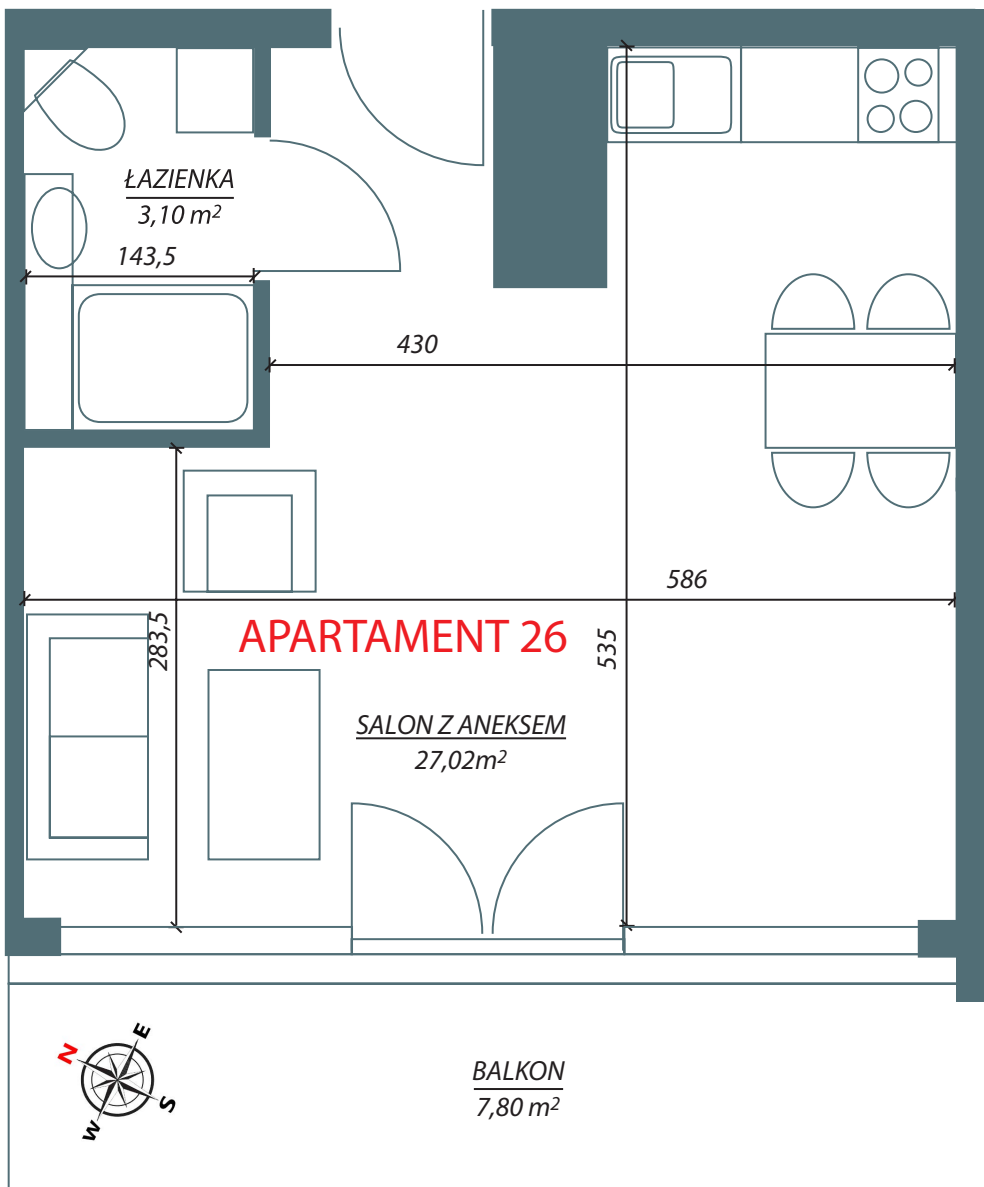 ŁAZIENKA
3,10 m²
143,5
430
586
283,5
APARTAMENT 26
535
SALON Z ANEKSEM
27,02m²
N
E
W
S
BALKON
7,80 m²